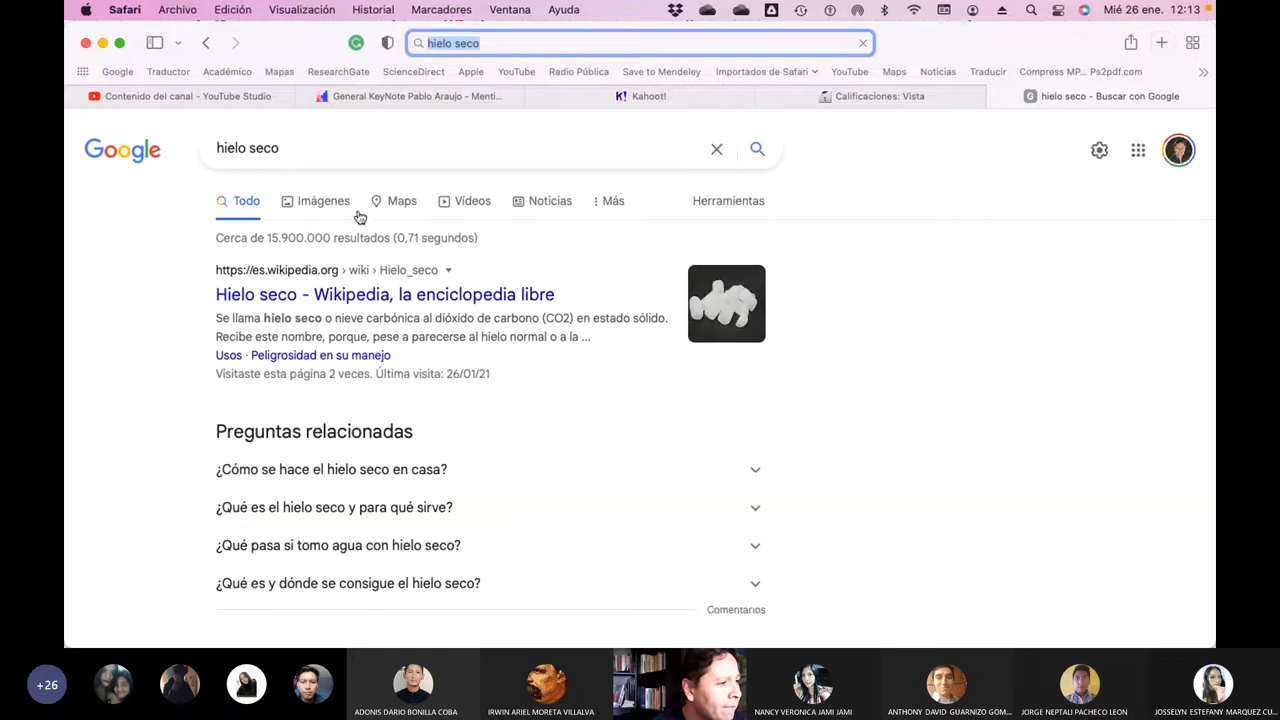 Safari Archivo Edición Visualización Historial Marcadores Ventana Ayuda Mié 26 ene. 12:13
hielo seco
Google Traductor Académico Mapas ResearchGate ScienceDirect Apple YouTube Radio Pública Save to Mendeley Importados de Safari YouTube Maps Noticias Traducir Compress MP... Ps2pdf.com
Contenido del canal - YouTube Studio General KeyNote Pablo Araujo - Menti... K! Kahoot! Calificaciones: Vista G hielo seco - Buscar con Google
Google hielo seco
Todo Imágenes Maps Vídeos Noticias Más Herramientas
Cerca de 15.900.000 resultados (0,71 segundos)
https://es.wikipedia.org › wiki › Hielo_seco
Hielo seco - Wikipedia, la enciclopedia libre
Se llama hielo seco o nieve carbónica al dióxido de carbono (CO2) en estado sólido.
Recibe este nombre, porque, pese a parecerse al hielo normal o a la ...
Usos · Peligrosidad en su manejo
Visitaste esta página 2 veces. Última visita: 26/01/21
Preguntas relacionadas
¿Cómo se hace el hielo seco en casa?
¿Qué es el hielo seco y para qué sirve?
¿Qué pasa si tomo agua con hielo seco?
¿Qué es y dónde se consigue el hielo seco?
Comentarios
+26 ADONIS DARIO BONILLA COBA IRWIN ARIEL MORETA VILLALVA NANCY VERONICA JAMI JAMI ANTHONY DAVID GUARNIZO GOM... JORGE NEPTALI PACHECO LEON JOSSELYN ESTEFANY MARQUEZ CU...